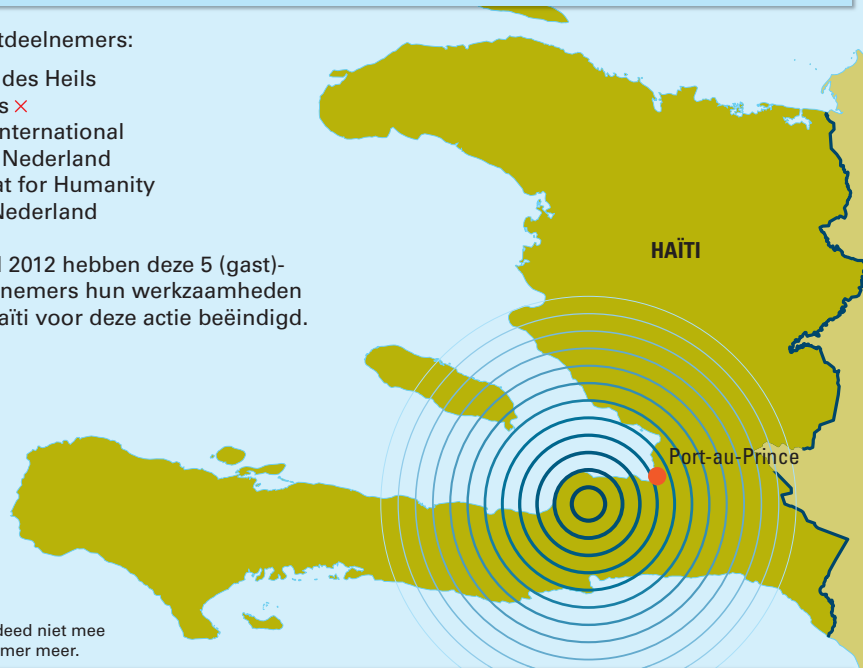 tdeelnemers:
des Heils
s ×
nternational
Nederland
at for Humanity
Nederland
l 2012 hebben deze 5 (gast)-
nemers hun werkzaamheden
aïti voor deze actie beëindigd.
HAÏTI
Port-au-Prince
deed niet mee
mer meer.